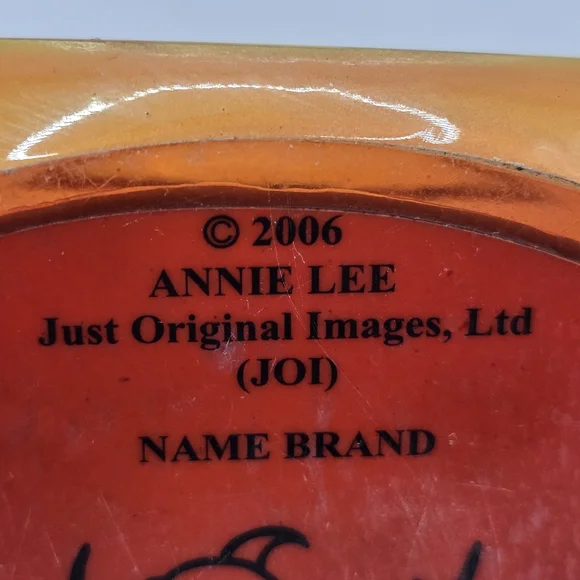 © 2006
ANNIE LEE
Just Original Images, Ltd
(JOI)
NAME BRAND